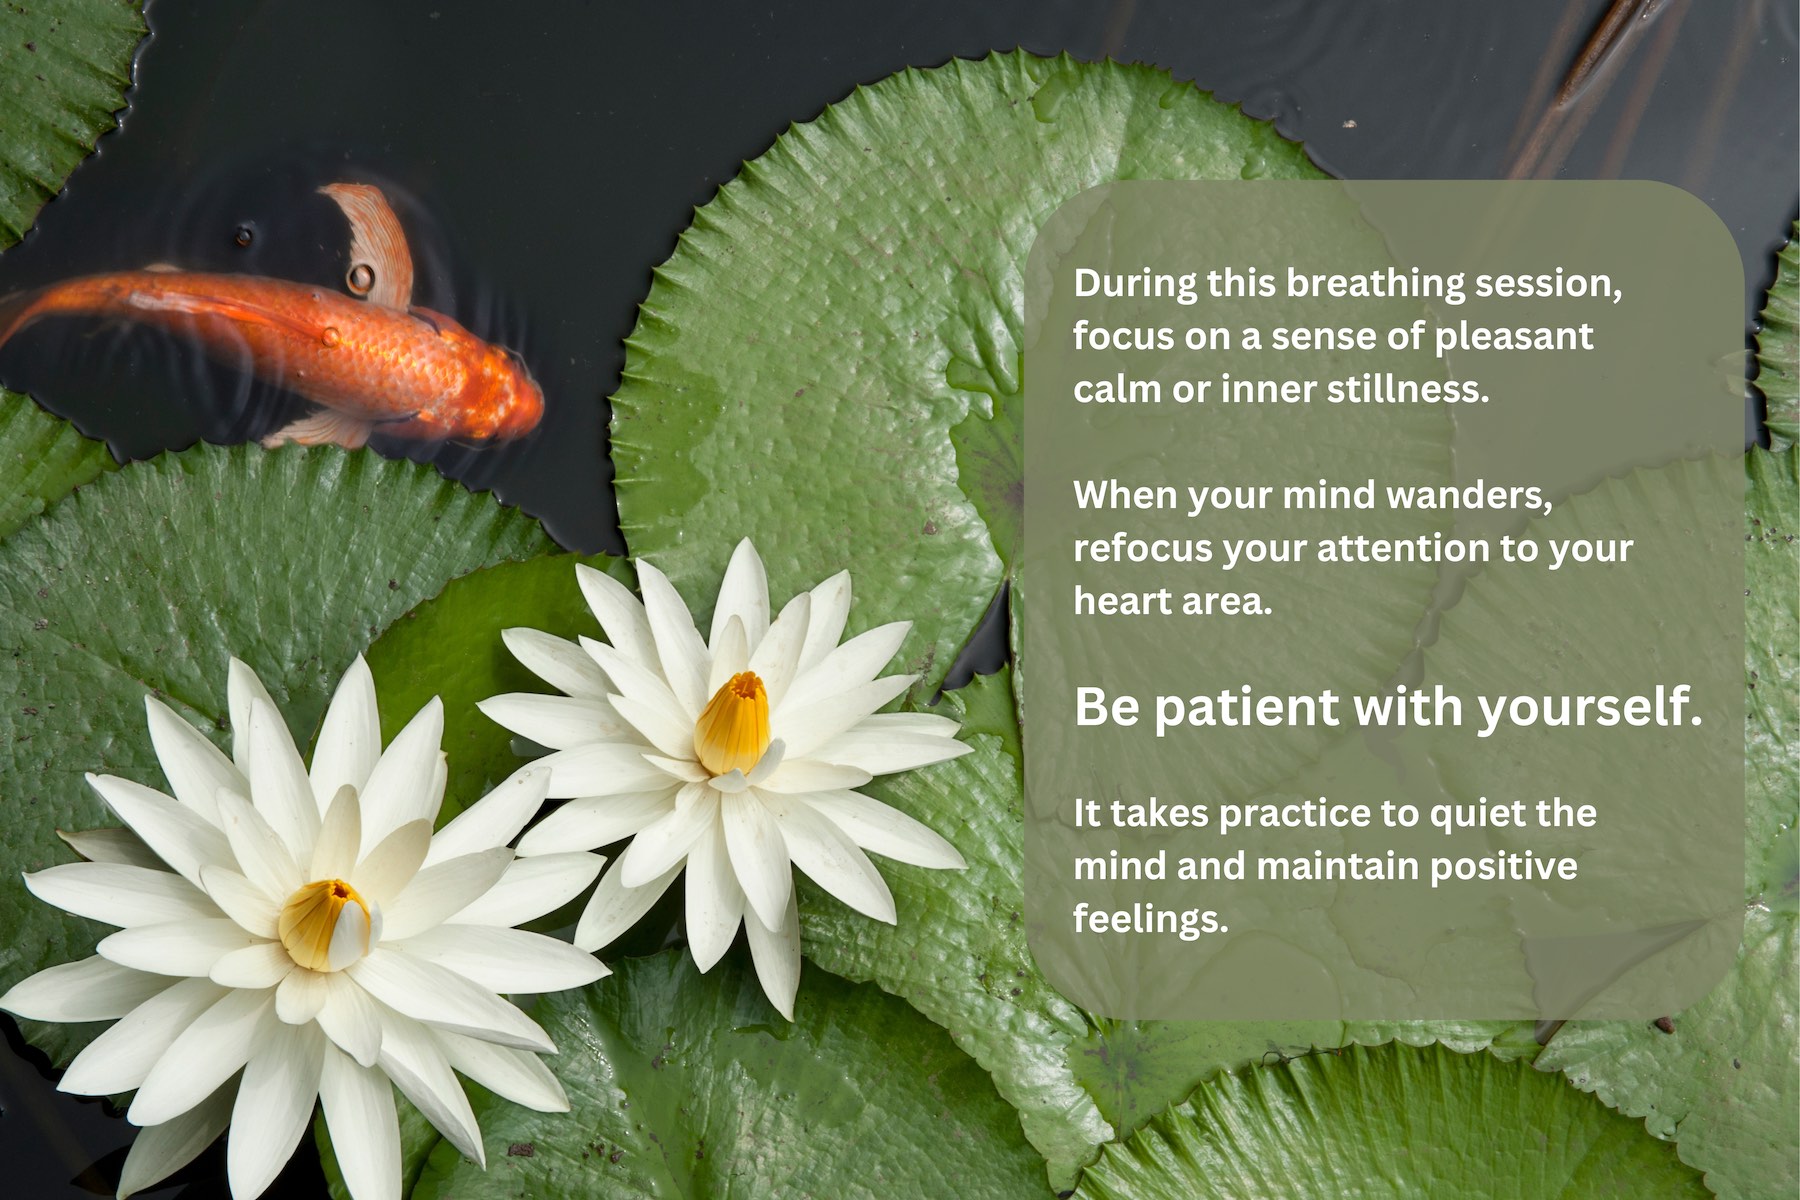 During this breathing session,
focus on a sense of pleasant
calm or inner stillness.
When your mind wanders,
refocus your attention to your
heart area.
Be patient with yourself.
It takes practice to quiet the
mind and maintain positive
feelings.